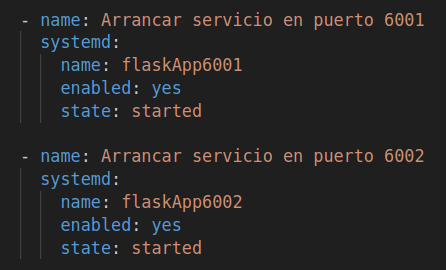 - name: Arrancar servicio en puerto 6001
  systemd:
    name: flaskApp6001
    enabled: yes
    state: started

- name: Arrancar servicio en puerto 6002
  systemd:
    name: flaskApp6002
    enabled: yes
    state: started